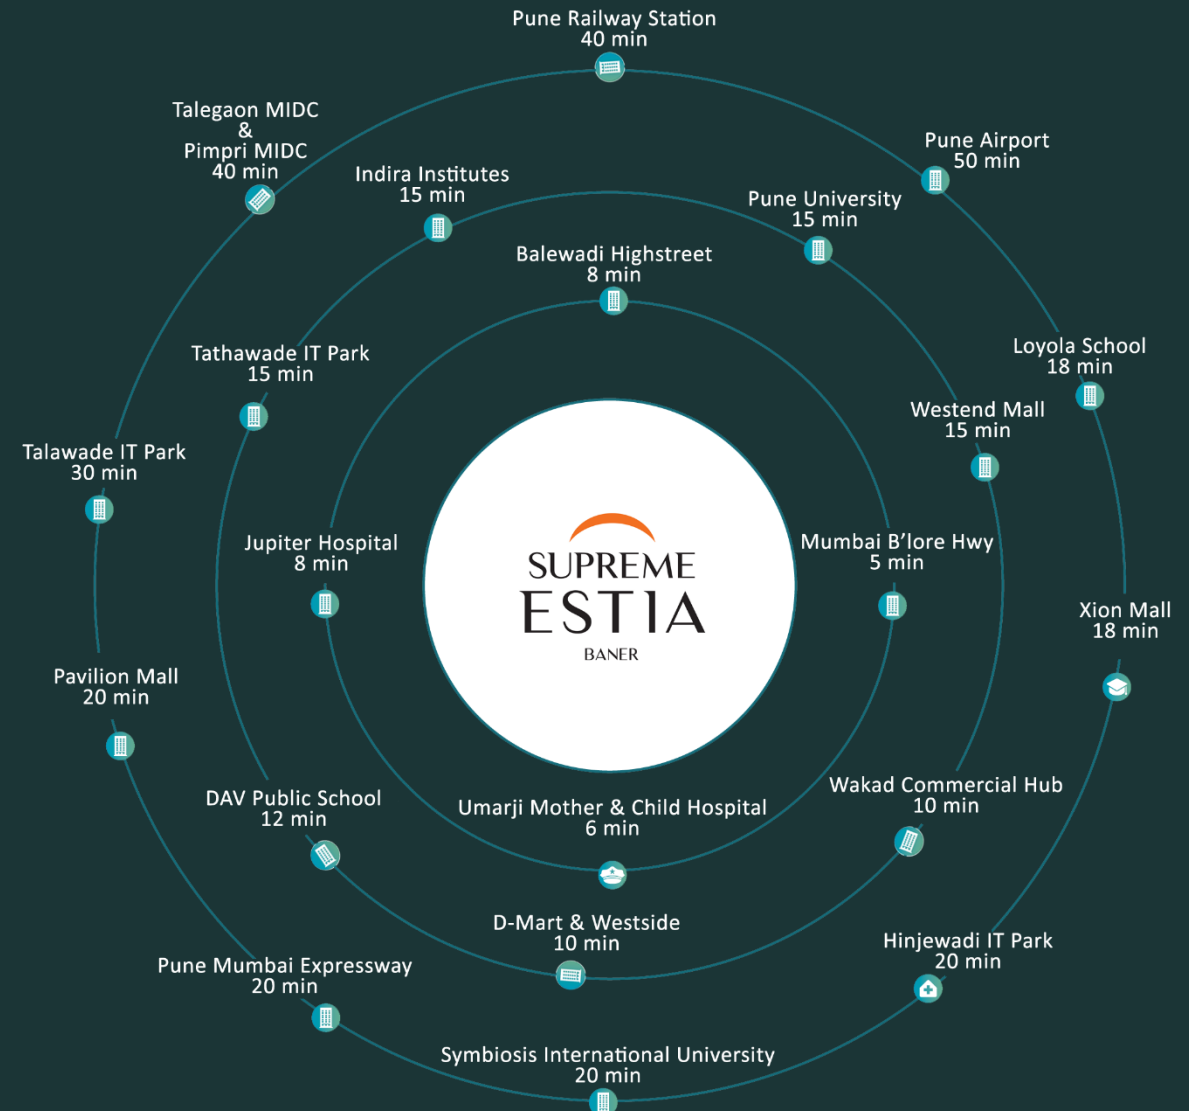 Pune Railway Station
40 min
Talegaon MIDC
&
Pimpri MIDC
40 min
Pune Airport
50 min
Indira Institutes
15 min
Pune University
15 min
Balewadi Highstreet
8 min
Loyola School
18 min
Tathawade IT Park
15 min
Westend Mall
15 min
Talawade IT Park
30 min
Jupiter Hospital
8 min
Mumbai B'lore Hwy
5 min
SUPREME
ESTIA
BANER
Xion Mall
18 min
Pavilion Mall
20 min
Wakad Commercial Hub
10 min
DAV Public School
12 min
Umarji Mother & Child Hospital
6 min
D-Mart & Westside
10 min
Hinjewadi IT Park
20 min
Pune Mumbai Expressway
20 min
Symbiosis International University
20 min